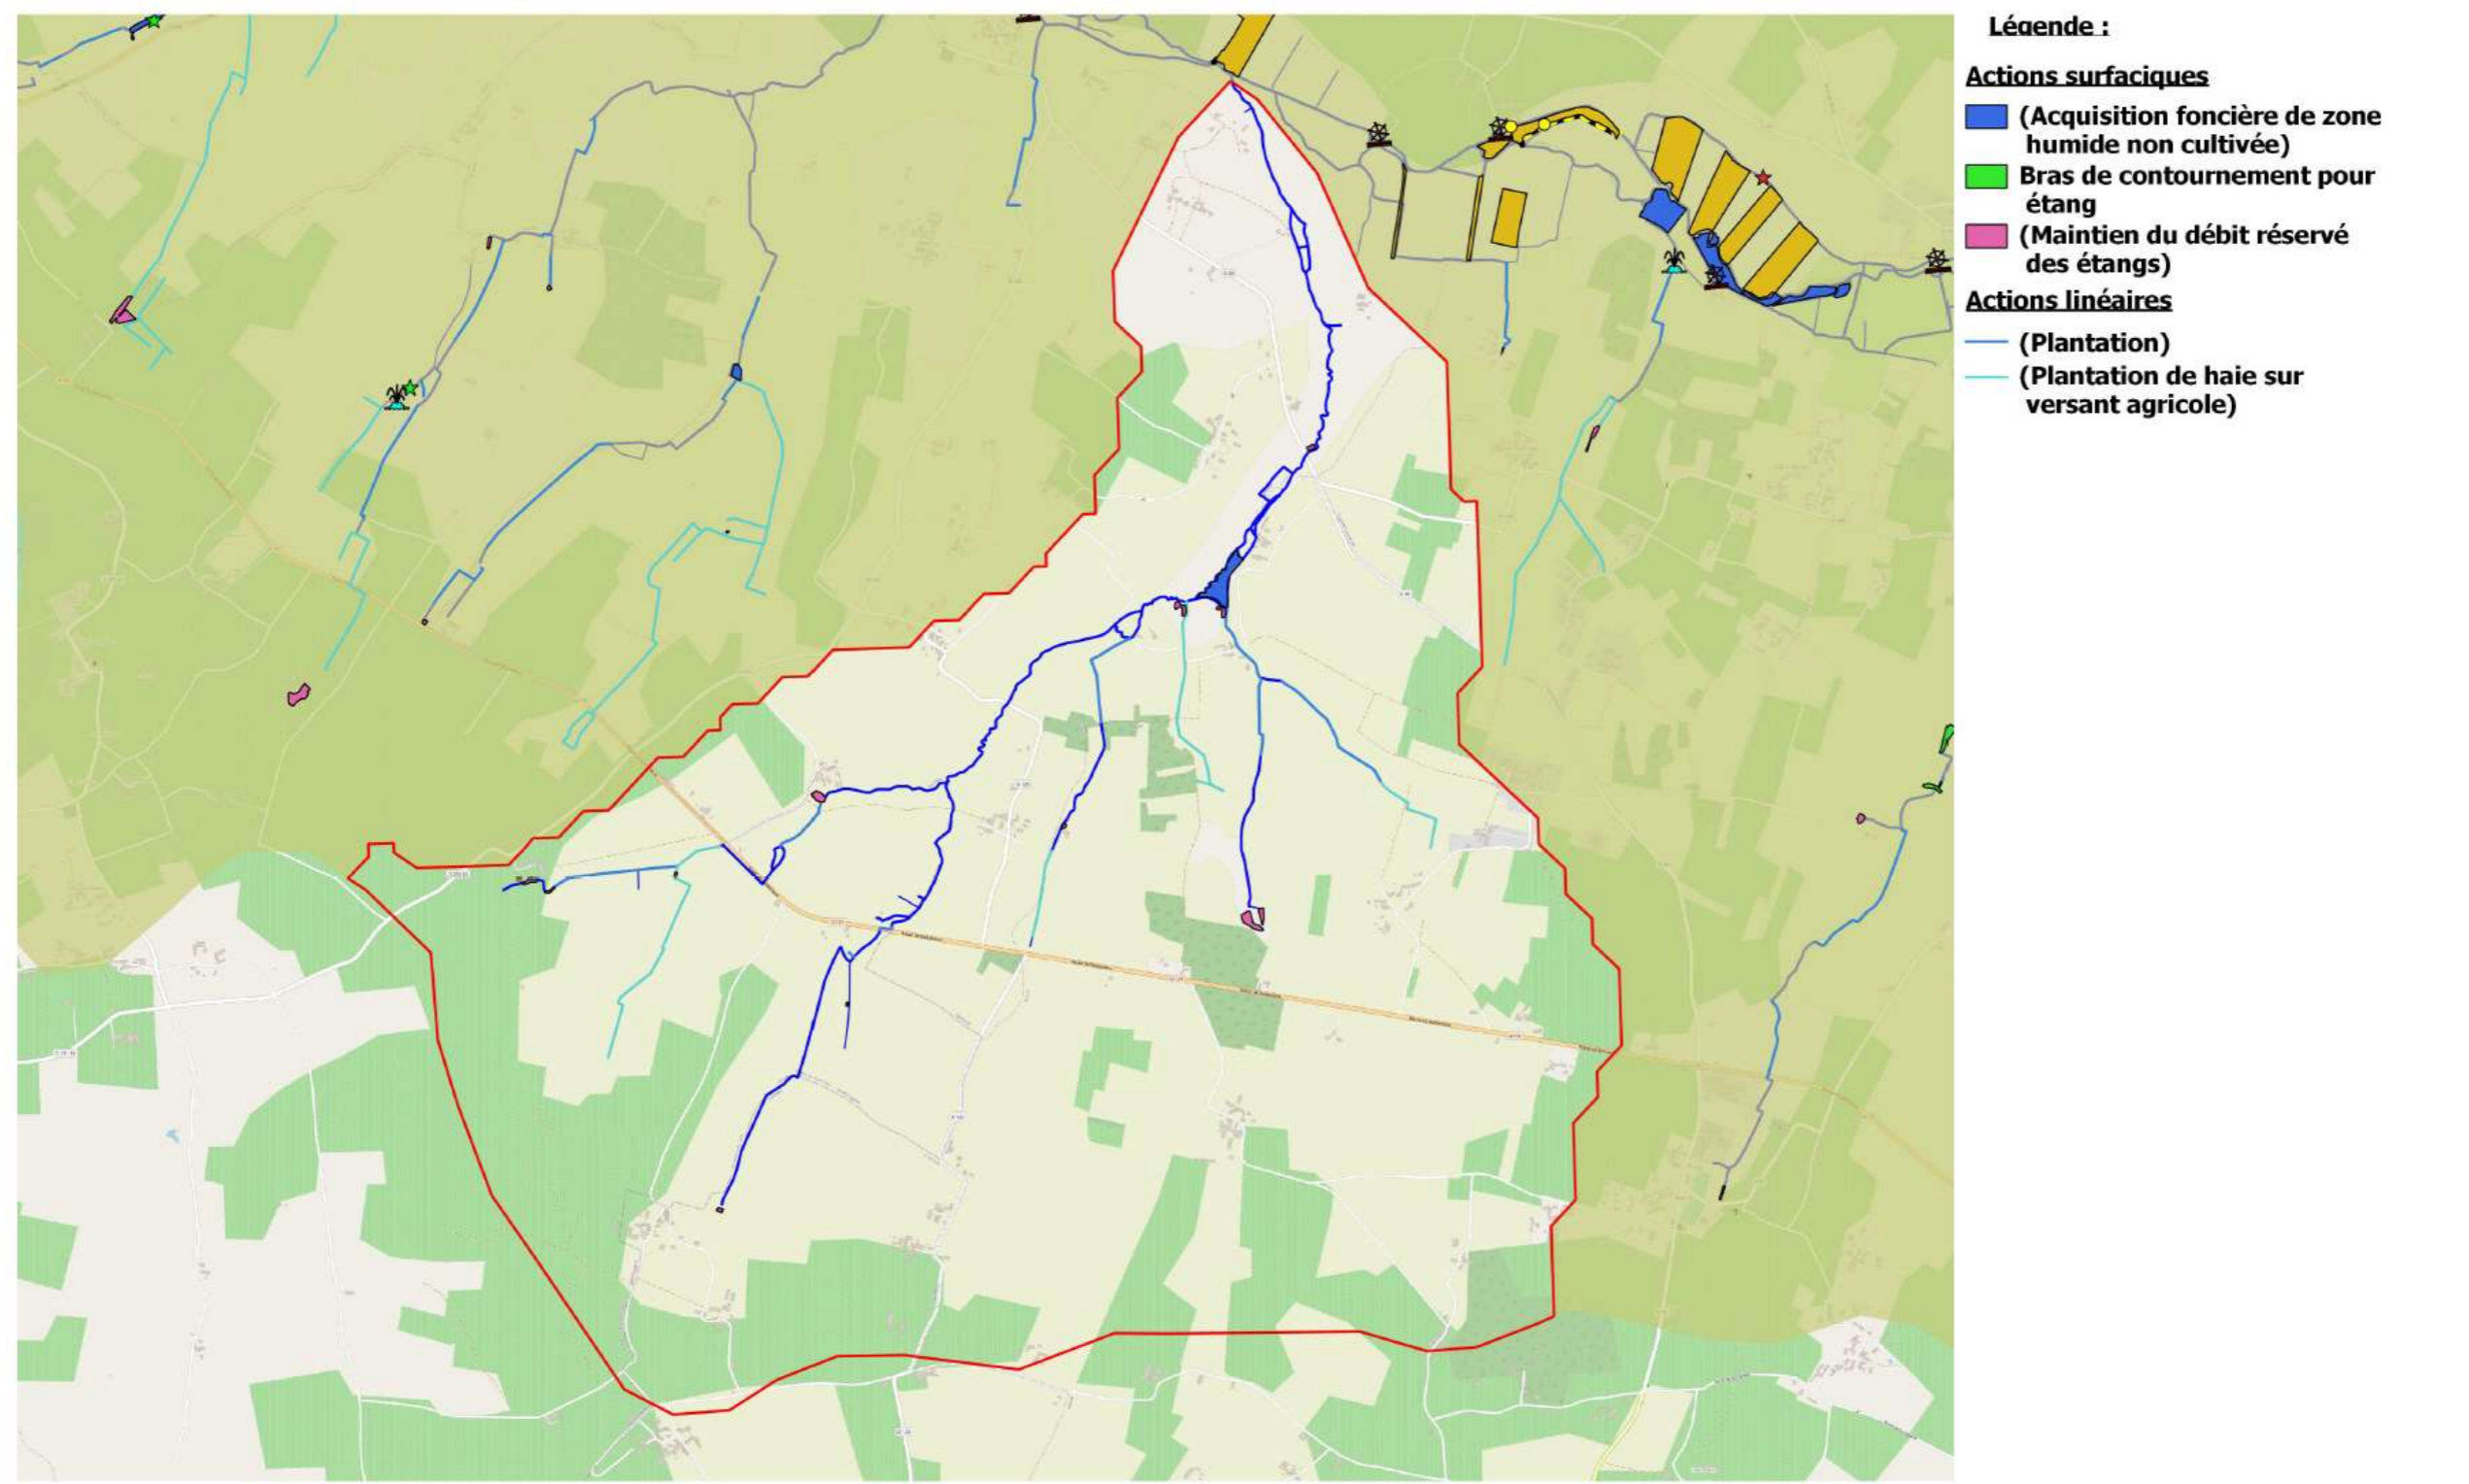 Légende :
Actions surfaciques
(Acquisition foncière de zone
humide non cultivée)
Bras de contournement pour
étang
(Maintien du débit réservé
des étangs)
Actions linéaires
(Plantation)
(Plantation de haie sur
versant agricole)